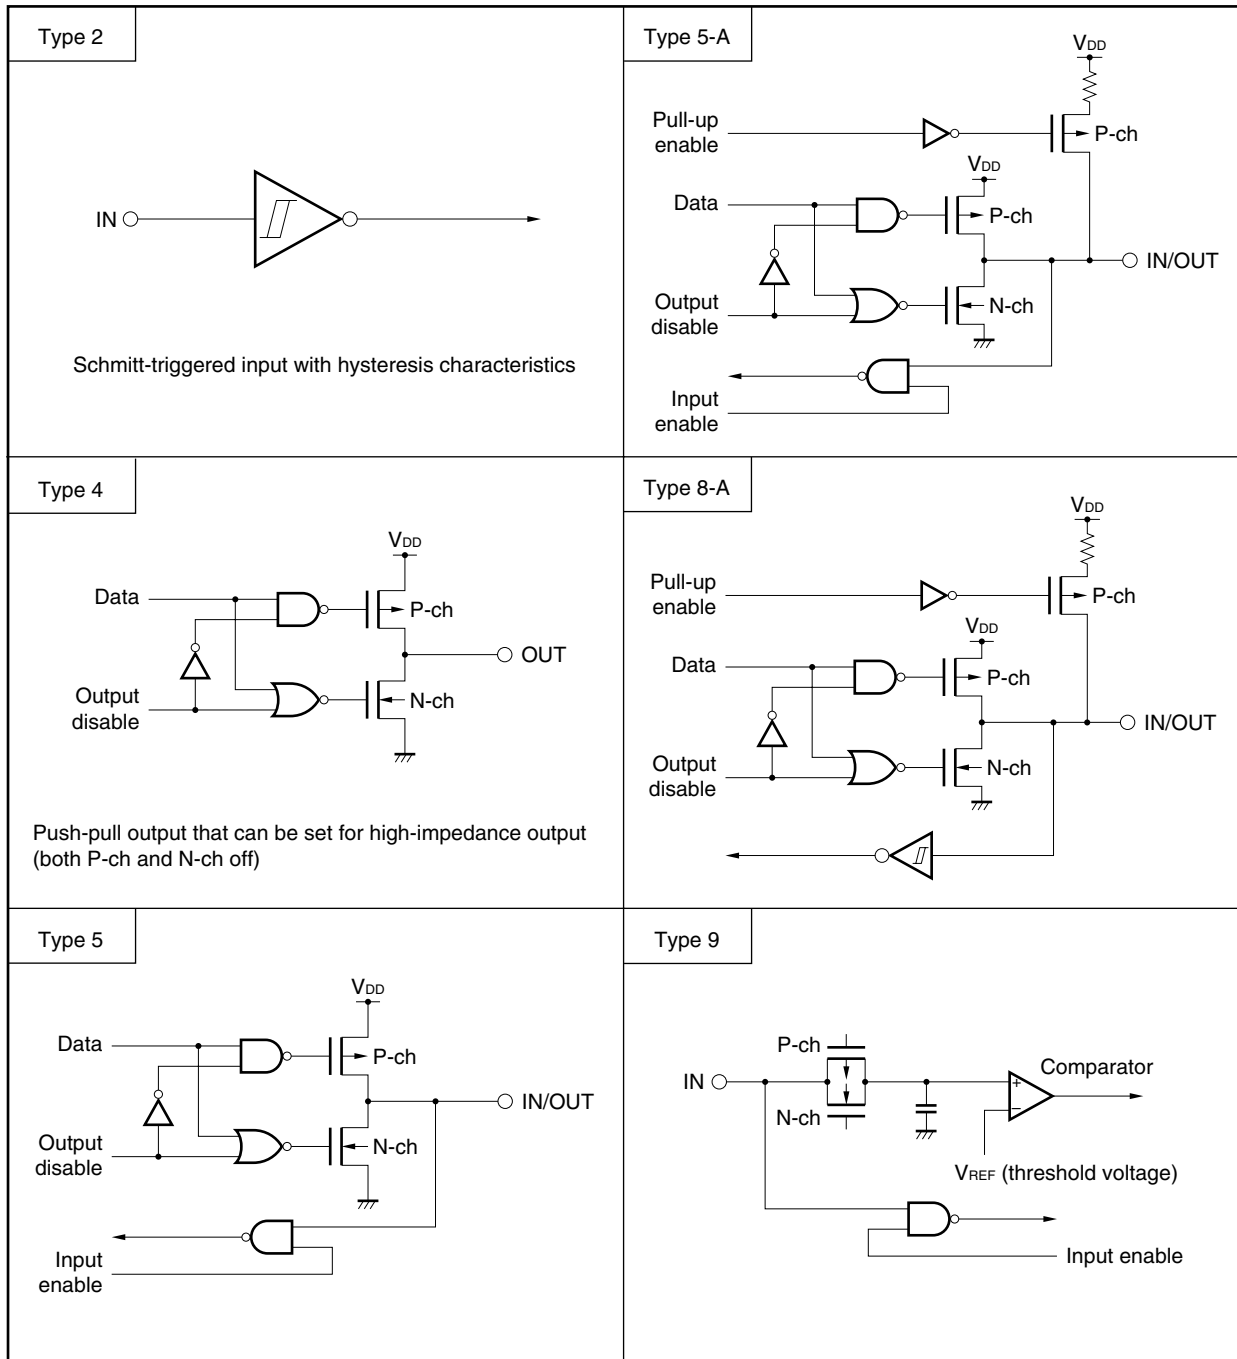 Type 2
IN
Schmitt-triggered input with hysteresis characteristics
Type 5-A
VDD
Pull-up
enable
P-ch
VDD
Data
P-ch
IN/OUT
Output
disable
N-ch
Input
enable
Type 4
VDD
Data
P-ch
OUT
Output
disable
N-ch
Push-pull output that can be set for high-impedance output
(both P-ch and N-ch off)
Type 8-A
VDD
Pull-up
enable
P-ch
VDD
Data
P-ch
IN/OUT
Output
disable
N-ch
Type 5
VDD
Data
P-ch
IN/OUT
Output
disable
N-ch
Input
enable
Type 9
P-ch
Comparator
IN
+
−
N-ch
VREF (threshold voltage)
Input enable